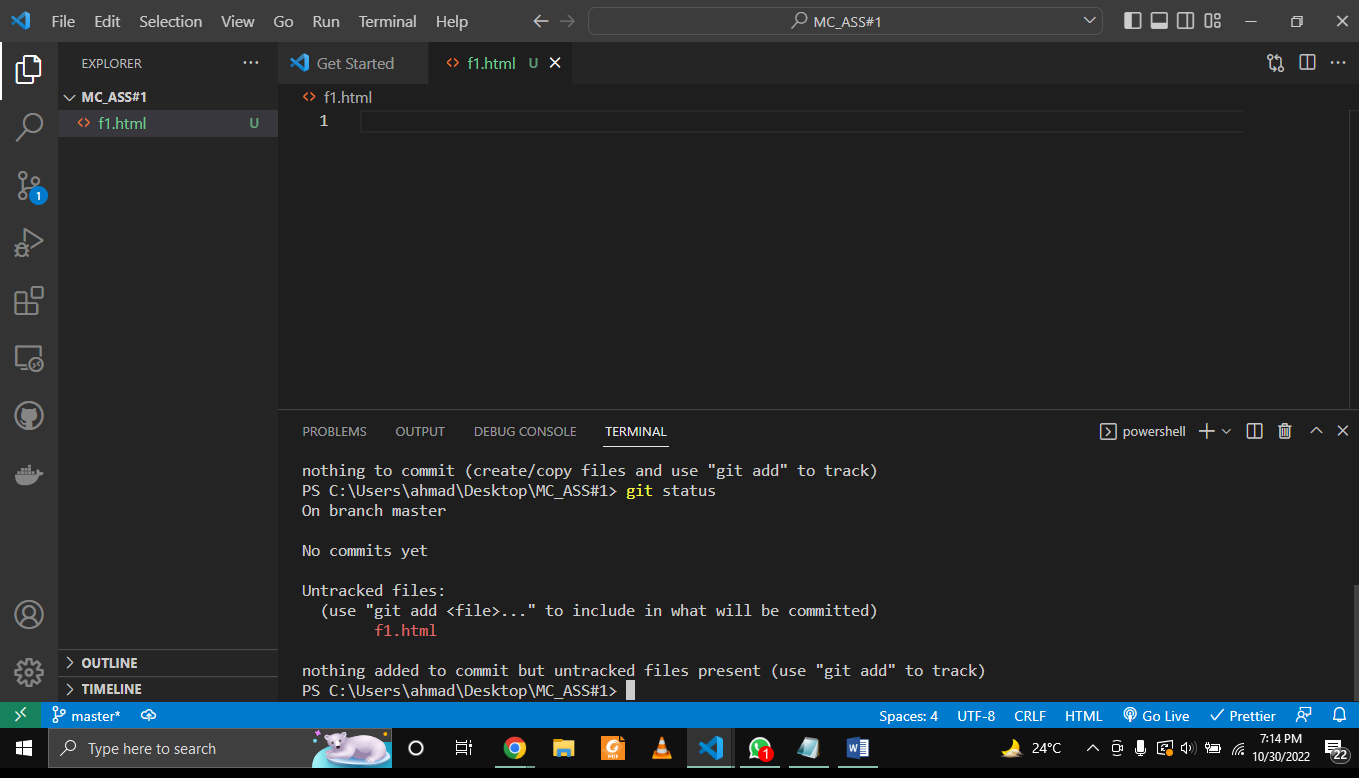 File Edit Selection View Go Run Terminal Help
MC_ASS#1
EXPLORER
Get Started
f1.html U
MC_ASS#1
f1.html
f1.html U
1
1
PROBLEMS OUTPUT DEBUG CONSOLE TERMINAL
powershell
nothing to commit (create/copy files and use "git add" to track)
PS C:\Users\ahmad\Desktop\MC_ASS#1> git status
On branch master
No commits yet
Untracked files:
(use "git add <file>..." to include in what will be committed)
f1.html
nothing added to commit but untracked files present (use "git add" to track)
PS C:\Users\ahmad\Desktop\MC_ASS#1>
OUTLINE
TIMELINE
master* Spaces: 4 UTF-8 CRLF HTML Go Live Prettier
Type here to search
PDF
1
24°C
7:14 PM
10/30/2022
22